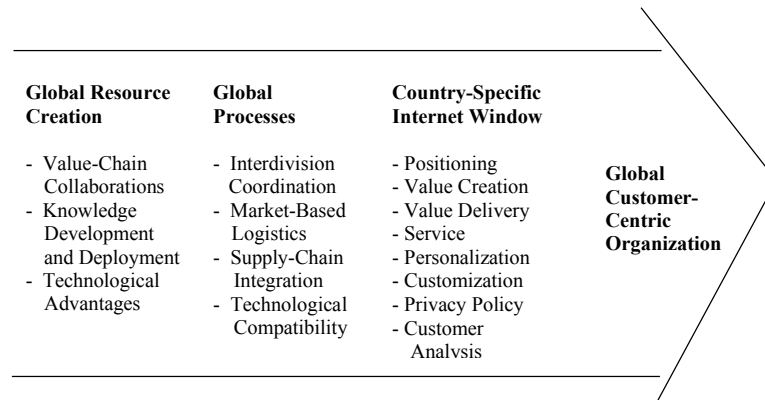 Global Resource
Creation
- Value-Chain
Collaborations
- Knowledge
Development
and Deployment
- Technological
Advantages
Global
Processes
- Interdivision
Coordination
- Market-Based
Logistics
- Supply-Chain
Integration
- Technological
Compatibility
Country-Specific
Internet Window
- Positioning
- Value Creation
- Value Delivery
- Service
- Personalization
- Customization
- Privacy Policy
- Customer
Analysis
Global
Customer-
Centric
Organization